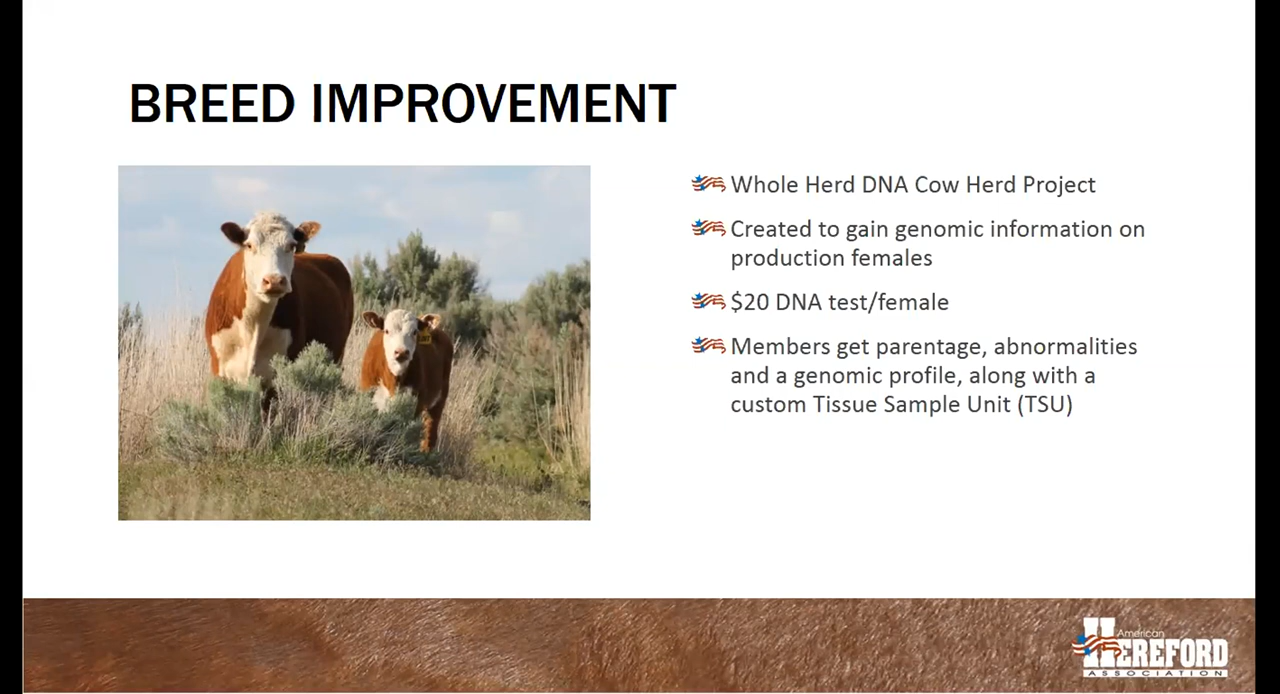 BREED IMPROVEMENT
Whole Herd DNA Cow Herd Project
Created to gain genomic information on
production females
$20 DNA test/female
Members get parentage, abnormalities
and a genomic profile, along with a
custom Tissue Sample Unit (TSU)
American
HEREFORD
ASSOCIATION